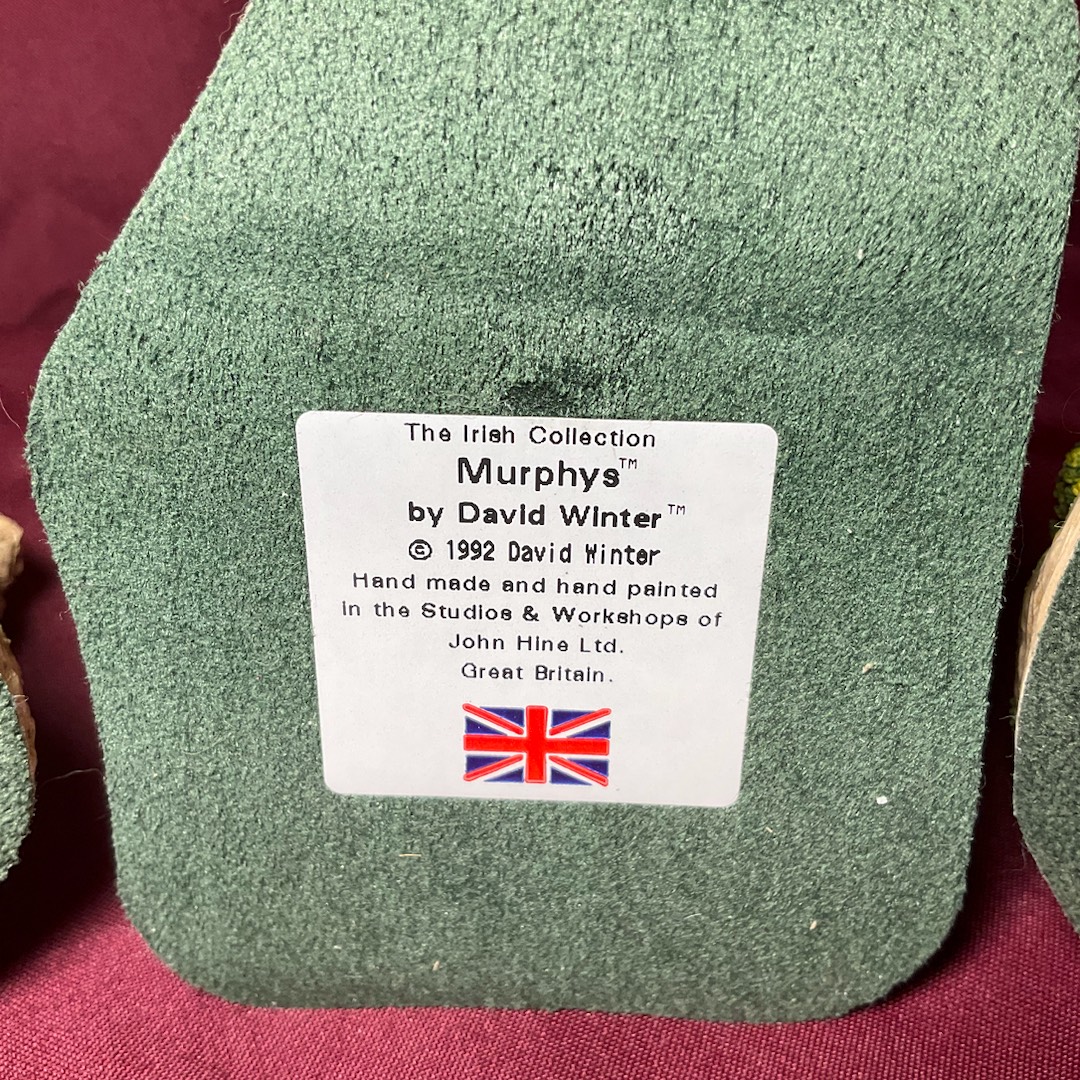 The Irish Collection
Murphys™
by David Winter™
© 1992 David Winter
Hand made and hand painted
in the Studios & Workshops of
John Hine Ltd.
Great Britain.